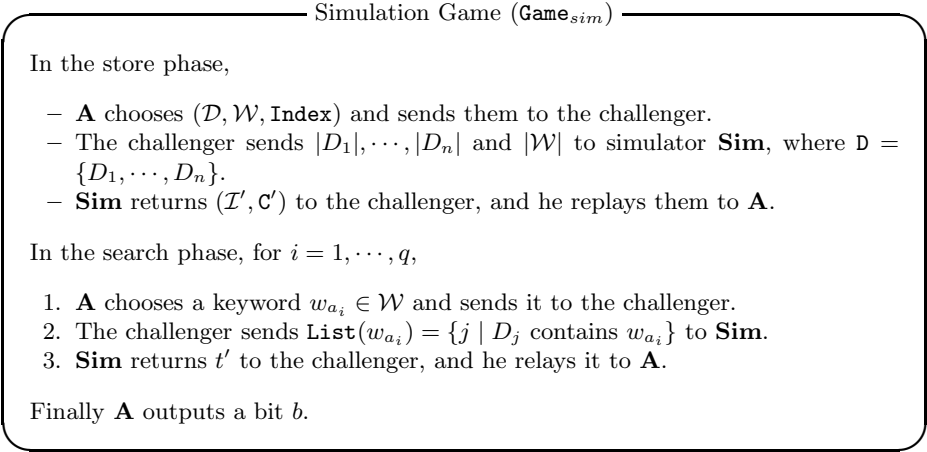 Simulation Game (Game_sim)
In the store phase,
– A chooses (𝒟, 𝒲, Index) and sends them to the challenger.
– The challenger sends |D_1|, ⋯, |D_n| and |𝒲| to simulator Sim, where D =
{D_1, ⋯, D_n}.
– Sim returns (ℐ′, C′) to the challenger, and he replays them to A.
In the search phase, for i = 1, ⋯, q,
1. A chooses a keyword w_{a_i} ∈ 𝒲 and sends it to the challenger.
2. The challenger sends List(w_{a_i}) = {j | D_j contains w_{a_i}} to Sim.
3. Sim returns t′ to the challenger, and he relays it to A.
Finally A outputs a bit b.